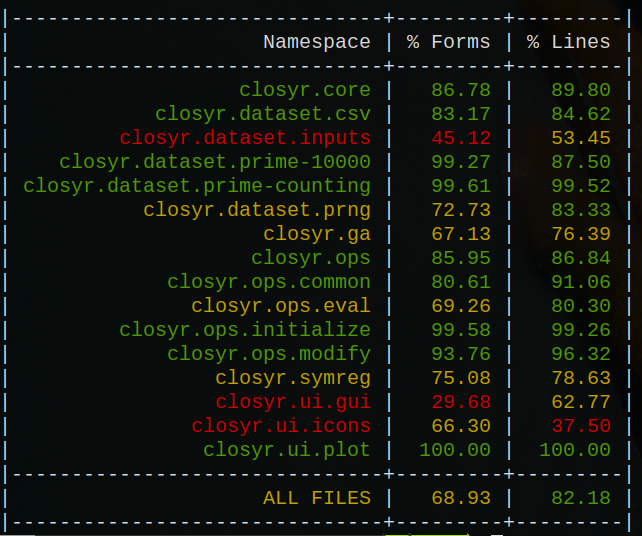 |-------------------------------+---------+---------|
|                     Namespace | % Forms | % Lines |
|-------------------------------+---------+---------|
|                   closyr.core |   86.78 |   89.80 |
|            closyr.dataset.csv |   83.17 |   84.62 |
|         closyr.dataset.inputs |   45.12 |   53.45 |
|    closyr.dataset.prime-10000 |   99.27 |   87.50 |
| closyr.dataset.prime-counting |   99.61 |   99.52 |
|           closyr.dataset.prng |   72.73 |   83.33 |
|                     closyr.ga |   67.13 |   76.39 |
|                    closyr.ops |   85.95 |   86.84 |
|             closyr.ops.common |   80.61 |   91.06 |
|               closyr.ops.eval |   69.26 |   80.30 |
|         closyr.ops.initialize |   99.58 |   99.26 |
|             closyr.ops.modify |   93.76 |   96.32 |
|                 closyr.symreg |   75.08 |   78.63 |
|                 closyr.ui.gui |   29.68 |   62.77 |
|               closyr.ui.icons |   66.30 |   37.50 |
|                closyr.ui.plot |  100.00 |  100.00 |
|-------------------------------+---------+---------|
|                     ALL FILES |   68.93 |   82.18 |
|-------------------------------+---------+---------|